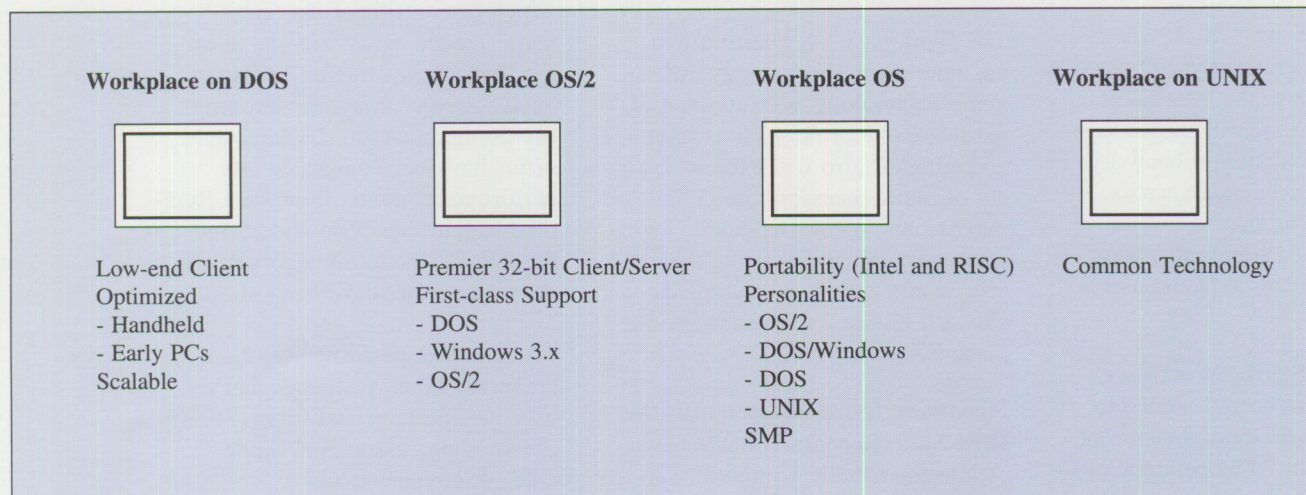 Workplace on DOS
Low-end Client
Optimized
- Handheld
- Early PCs
Scalable
Workplace OS/2
Premier 32-bit Client/Server
First-class Support
- DOS
- Windows 3.x
- OS/2
Workplace OS
Portability (Intel and RISC)
Personalities
- OS/2
- DOS/Windows
- DOS
- UNIX
SMP
Workplace on UNIX
Common Technology